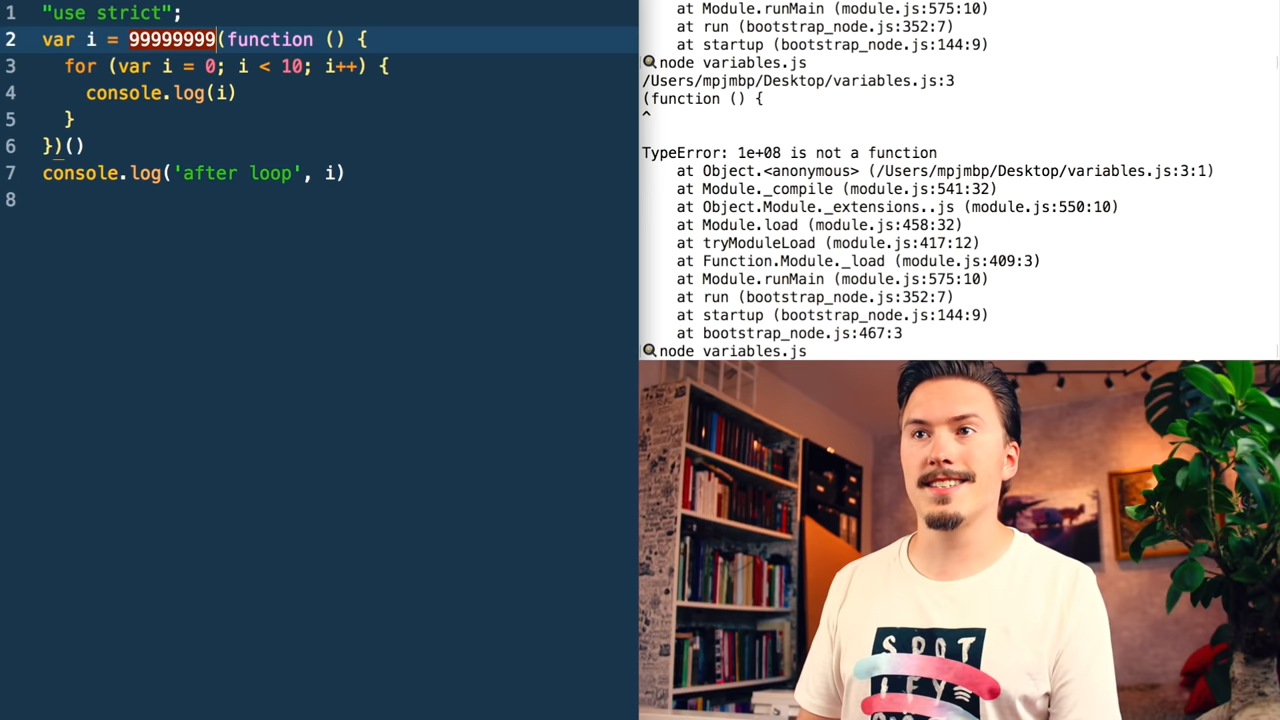 1 "use strict";
2 var i = 99999999(function () {
3 for (var i = 0; i < 10; i++) {
4 console.log(i)
5 }
6 })()
7 console.log('after loop', i)
8
at Module.runMain (module.js:575:10)
at run (bootstrap_node.js:352:7)
at startup (bootstrap_node.js:144:9)
node variables.js
/Users/mpjmbp/Desktop/variables.js:3
(function () {
^
TypeError: 1e+08 is not a function
at Object.<anonymous> (/Users/mpjmbp/Desktop/variables.js:3:1)
at Module._compile (module.js:541:32)
at Object.Module._extensions..js (module.js:550:10)
at Module.load (module.js:458:32)
at tryModuleLoad (module.js:417:12)
at Function.Module._load (module.js:409:3)
at Module.runMain (module.js:575:10)
at run (bootstrap_node.js:352:7)
at startup (bootstrap_node.js:144:9)
at bootstrap_node.js:467:3
node variables.js
SPOT
IFY